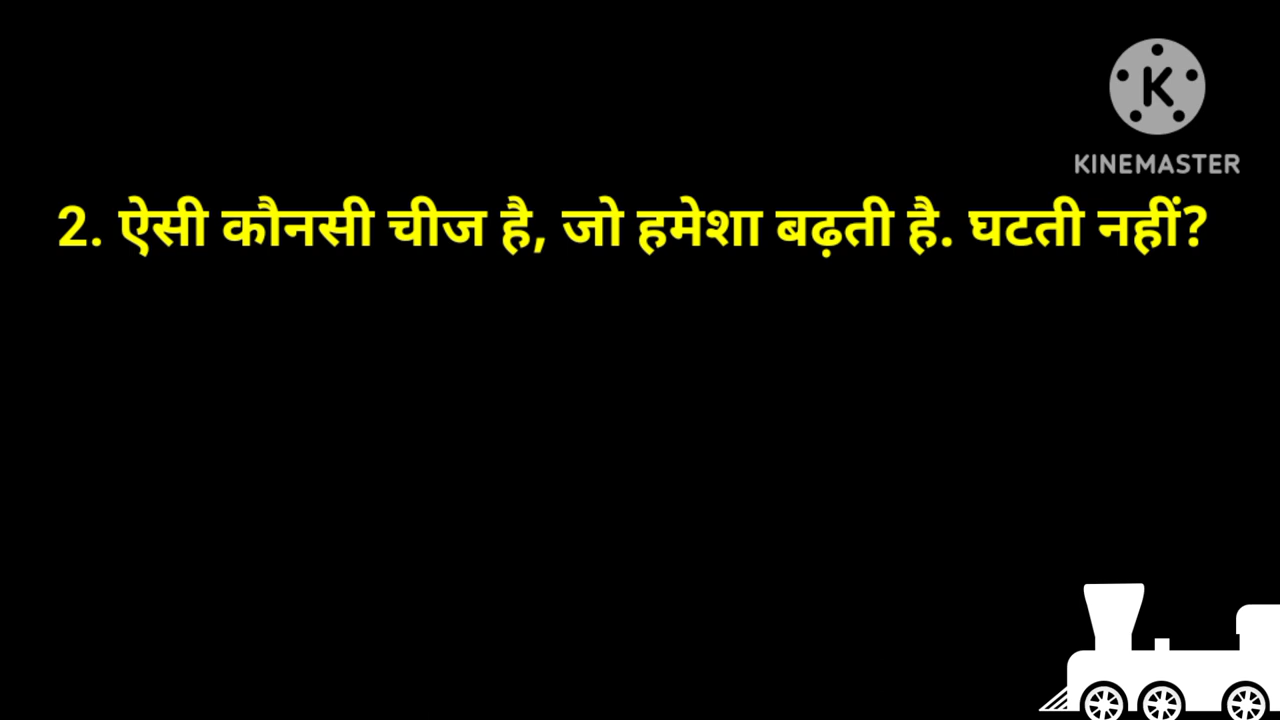 K
KINEMASTER
2. ऐसी कौनसी चीज है, जो हमेशा बढ़ती है. घटती नहीं?